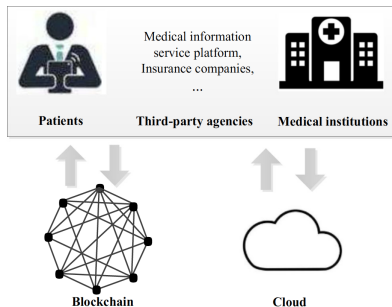 Medical information
service platform,
Insurance companies,
...
Patients
Third-party agencies
Medical institutions
Blockchain
Cloud